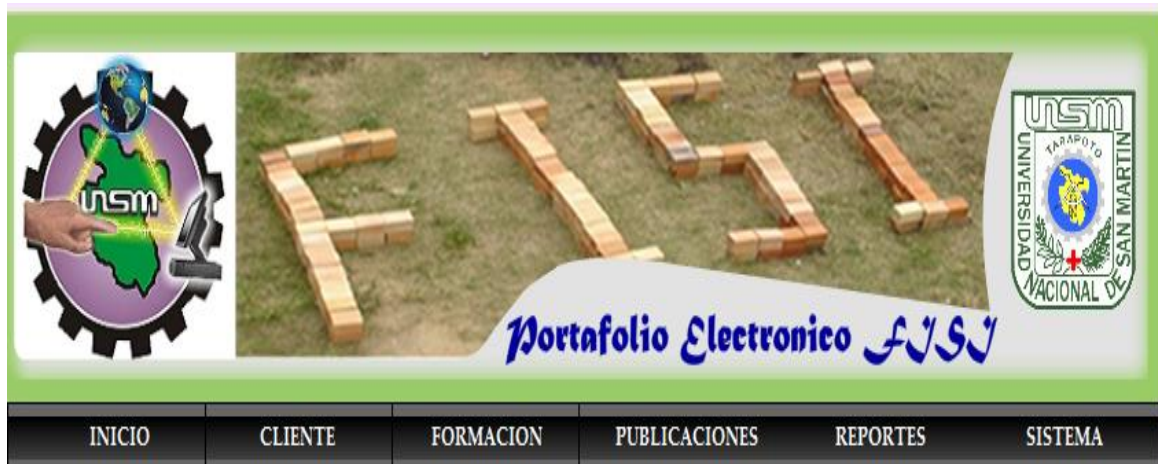 unsm
FISI
unsm
TARAPOTO
UNIVERSIDAD NACIONAL DE SAN MARTIN
Portafolio Electronico FISI
INICIO CLIENTE FORMACION PUBLICACIONES REPORTES SISTEMA